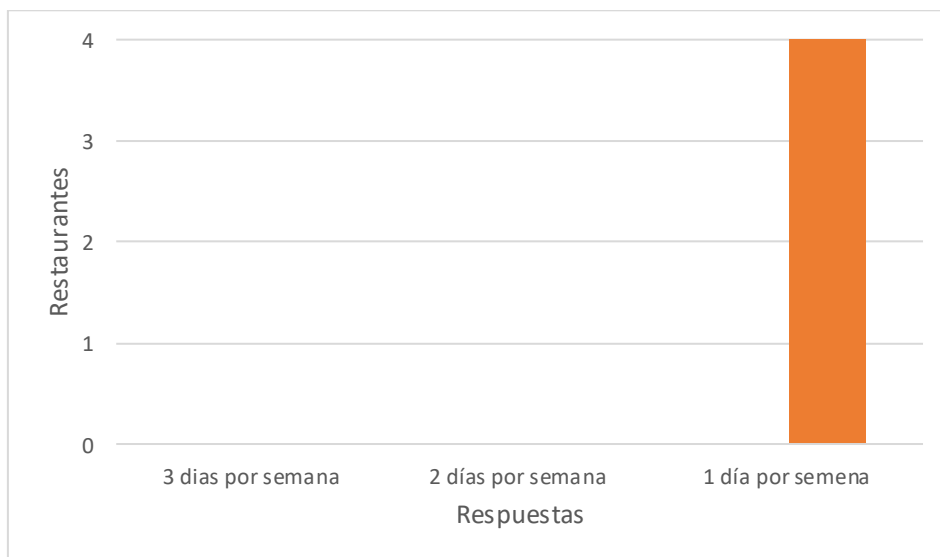 4
3
2
1
0
Restaurantes
3 dias por semana
2 días por semana
1 día por semena
Respuestas